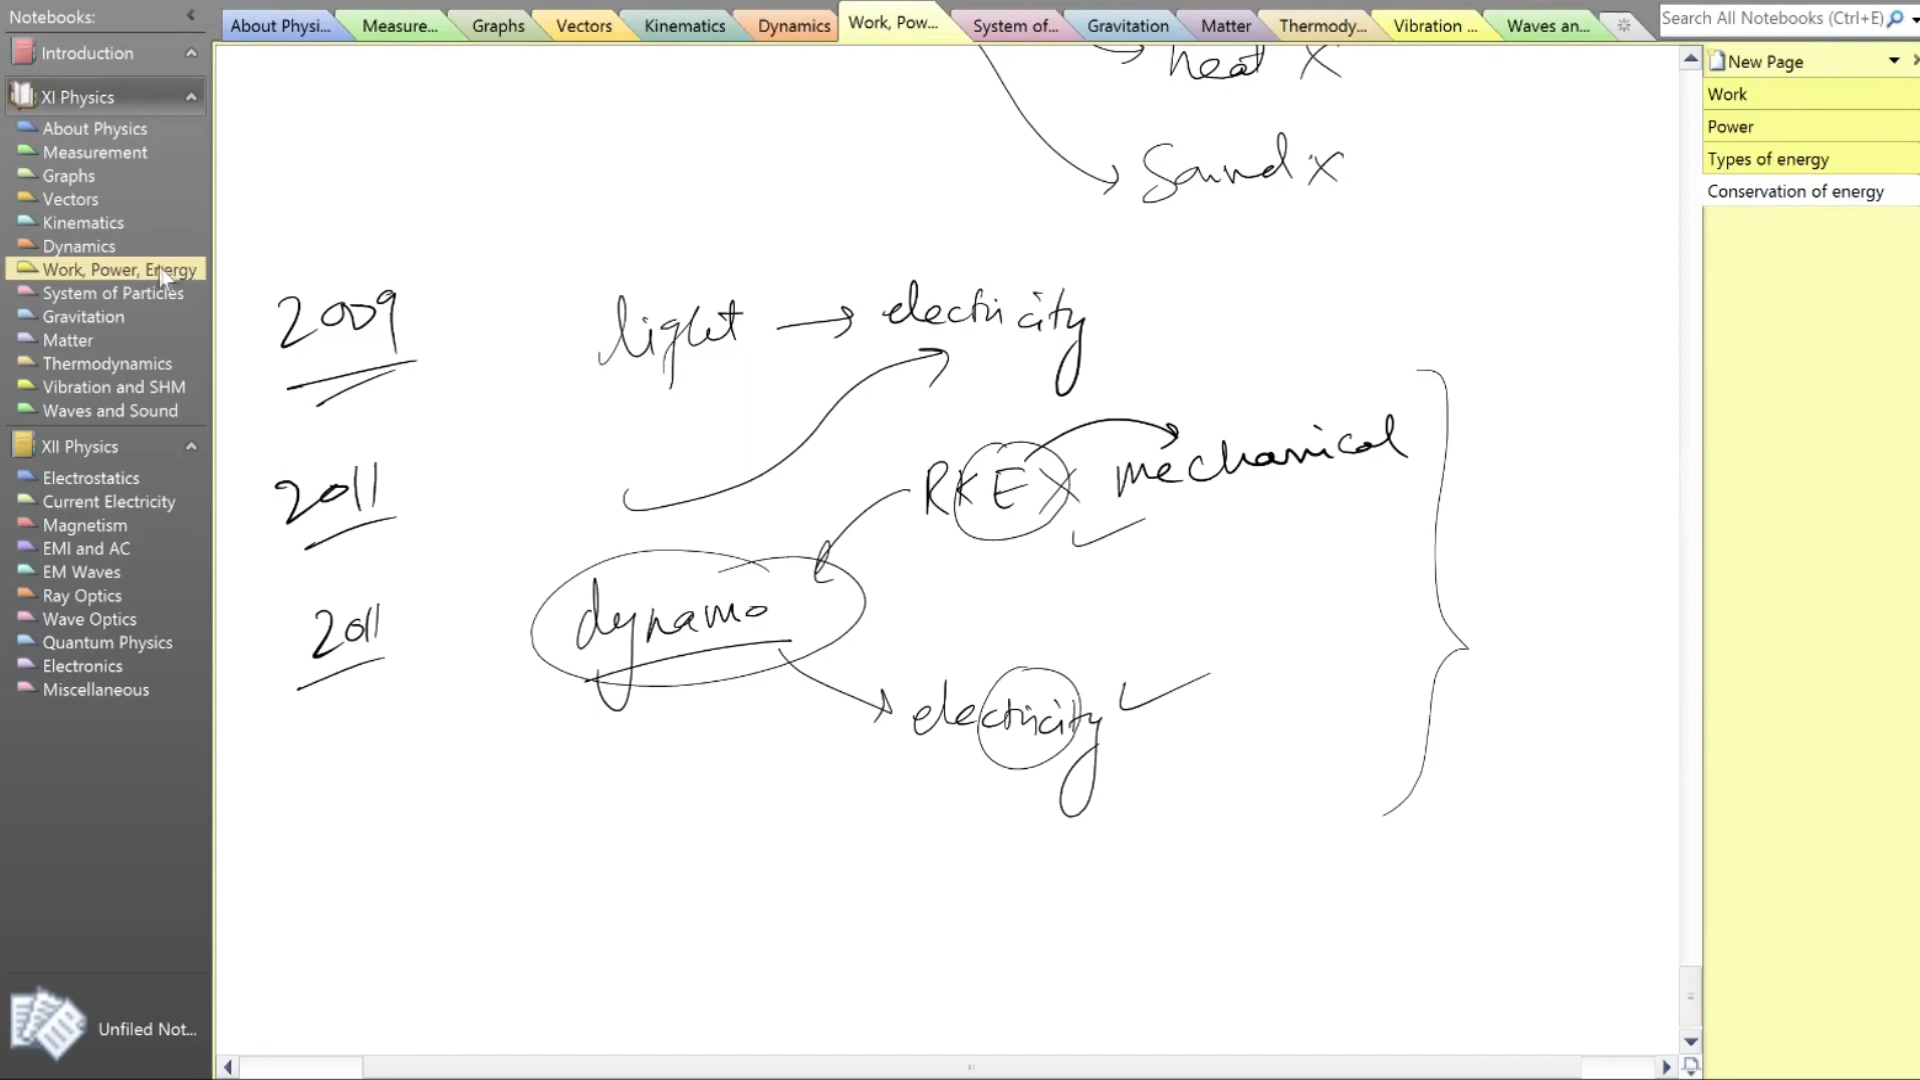 Notebooks:
Introduction
XI Physics
About Physics
Measurement
Graphs
Vectors
Kinematics
Dynamics
Work, Power, Energy
System of Particles
Gravitation
Matter
Thermodynamics
Vibration and SHM
Waves and Sound
XII Physics
Electrostatics
Current Electricity
Magnetism
EMI and AC
EM Waves
Ray Optics
Wave Optics
Quantum Physics
Electronics
Miscellaneous
Unfiled Not...
About Physi... Measure... Graphs Vectors Kinematics Dynamics Work, Pow... System of... Gravitation Matter Thermody... Vibration ... Waves an...
Search All Notebooks (Ctrl+E)
heat X
Sound X
2009 light → electricity
2011 RKE X mechanical
2011 dynamo
electricity ✓
New Page
Work
Power
Types of energy
Conservation of energy